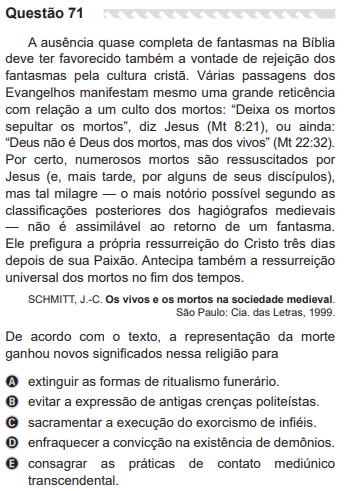 Questão 71
A ausência quase completa de fantasmas na Bíblia
deve ter favorecido também a vontade de rejeição dos
fantasmas pela cultura cristã. Várias passagens dos
Evangelhos manifestam mesmo uma grande reticência
com relação a um culto dos mortos: “Deixa os mortos
sepultar os mortos”, diz Jesus (Mt 8:21), ou ainda:
“Deus não é Deus dos mortos, mas dos vivos” (Mt 22:32).
Por certo, numerosos mortos são ressuscitados por
Jesus (e, mais tarde, por alguns de seus discípulos),
mas tal milagre — o mais notório possível segundo as
classificações posteriores dos hagiógrafos medievais
— não é assimilável ao retorno de um fantasma.
Ele prefigura a própria ressurreição do Cristo três dias
depois de sua Paixão. Antecipa também a ressurreição
universal dos mortos no fim dos tempos.
SCHMITT, J.-C. Os vivos e os mortos na sociedade medieval.
São Paulo: Cia. das Letras, 1999.
De acordo com o texto, a representação da morte
ganhou novos significados nessa religião para
A extinguir as formas de ritualismo funerário.
B evitar a expressão de antigas crenças politeístas.
C sacramentar a execução do exorcismo de infiéis.
D enfraquecer a convicção na existência de demônios.
E consagrar as práticas de contato mediúnico
transcendental.